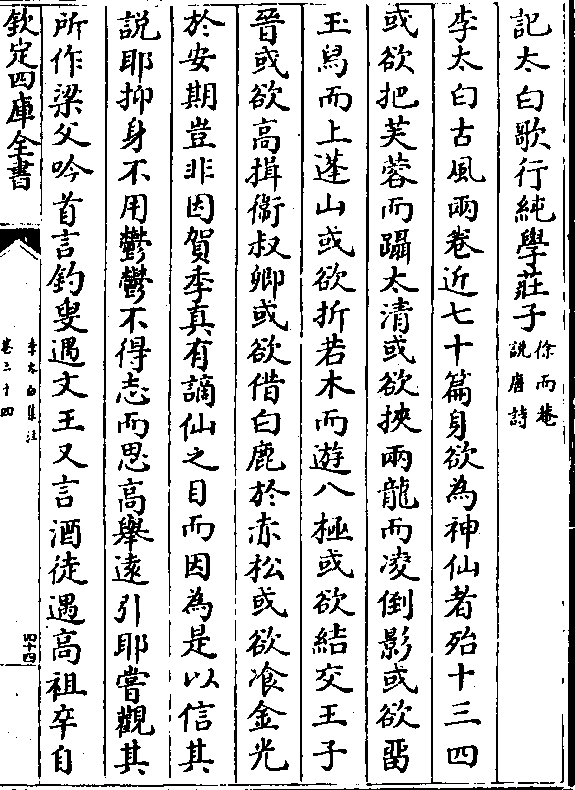 記太白歌行純學莊子徐而菴說唐詩
李太白古風兩卷近七十篇身欲為神仙者殆十三四
或欲把芙蓉而躡太清或欲挾兩龍而凌倒影或欲留
玉舄而上蓬山或欲折若木而遊八極或欲結交王子
晉或欲高揖衞叔卿或欲借白鹿於赤松或欲飡金光
於安期豈非因賀季真有謫仙之目而因為是以信其
說耶抑身不用鬱鬱不得志而思高舉遠引耶嘗觀其
所作梁父吟首言釣叟遇文王又言酒徒遇高祖卒自
欽定四庫全書
李太白集注
卷三十四
四十四